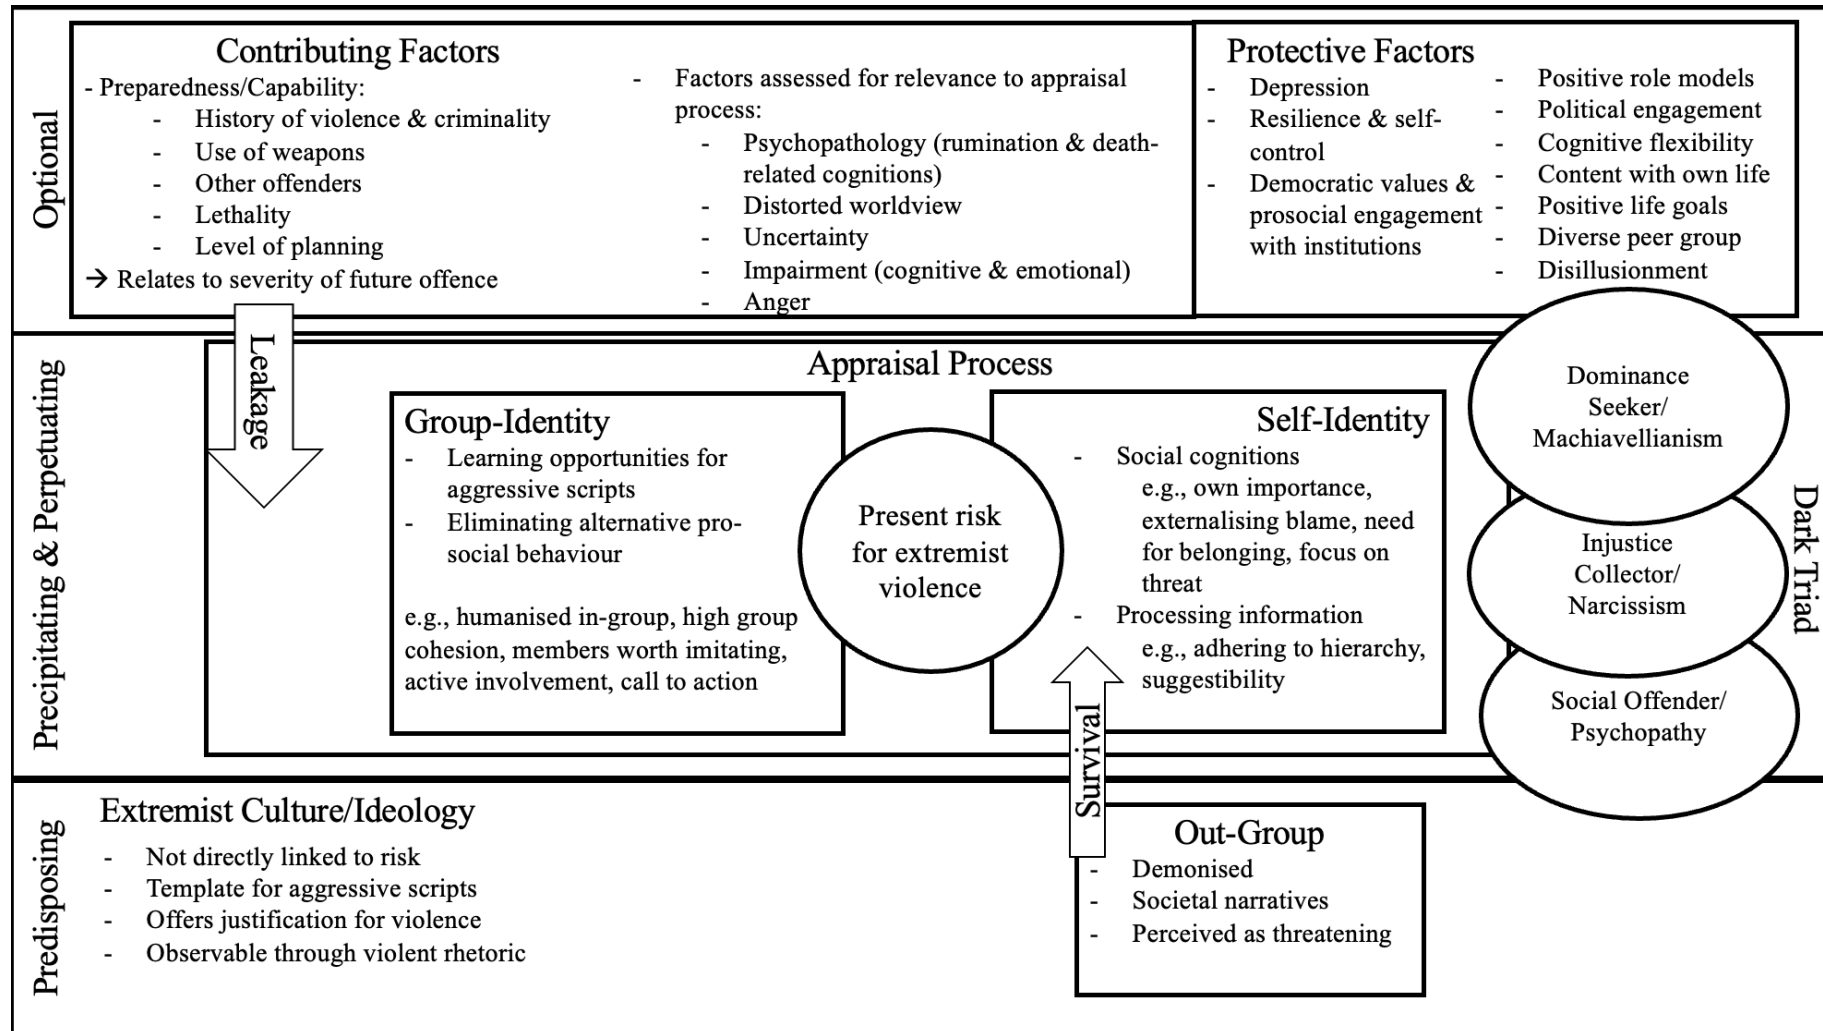 Optional
Contributing Factors
- Preparedness/Capability:
- History of violence & criminality
- Use of weapons
- Other offenders
- Lethality
- Level of planning
→ Relates to severity of future offence
- Factors assessed for relevance to appraisal
process:
- Psychopathology (rumination & death-
related cognitions)
- Distorted worldview
- Uncertainty
- Impairment (cognitive & emotional)
- Anger
Protective Factors
- Depression
- Resilience & self-
control
- Democratic values &
prosocial engagement
with institutions
- Positive role models
- Political engagement
- Cognitive flexibility
- Content with own life
- Positive life goals
- Diverse peer group
- Disillusionment
Precipitating & Perpetuating
Leakage
Appraisal Process
Group-Identity
- Learning opportunities for
aggressive scripts
- Eliminating alternative pro-
social behaviour
e.g., humanised in-group, high group
cohesion, members worth imitating,
active involvement, call to action
Present risk
for extremist
violence
Self-Identity
- Social cognitions
e.g., own importance,
externalising blame, need
for belonging, focus on
threat
- Processing information
e.g., adhering to hierarchy,
suggestibility
Survival
Dominance
Seeker/
Machiavellianism
Injustice
Collector/
Narcissism
Social Offender/
Psychopathy
Dark Triad
Predisposing
Extremist Culture/Ideology
- Not directly linked to risk
- Template for aggressive scripts
- Offers justification for violence
- Observable through violent rhetoric
Out-Group
- Demonised
- Societal narratives
- Perceived as threatening